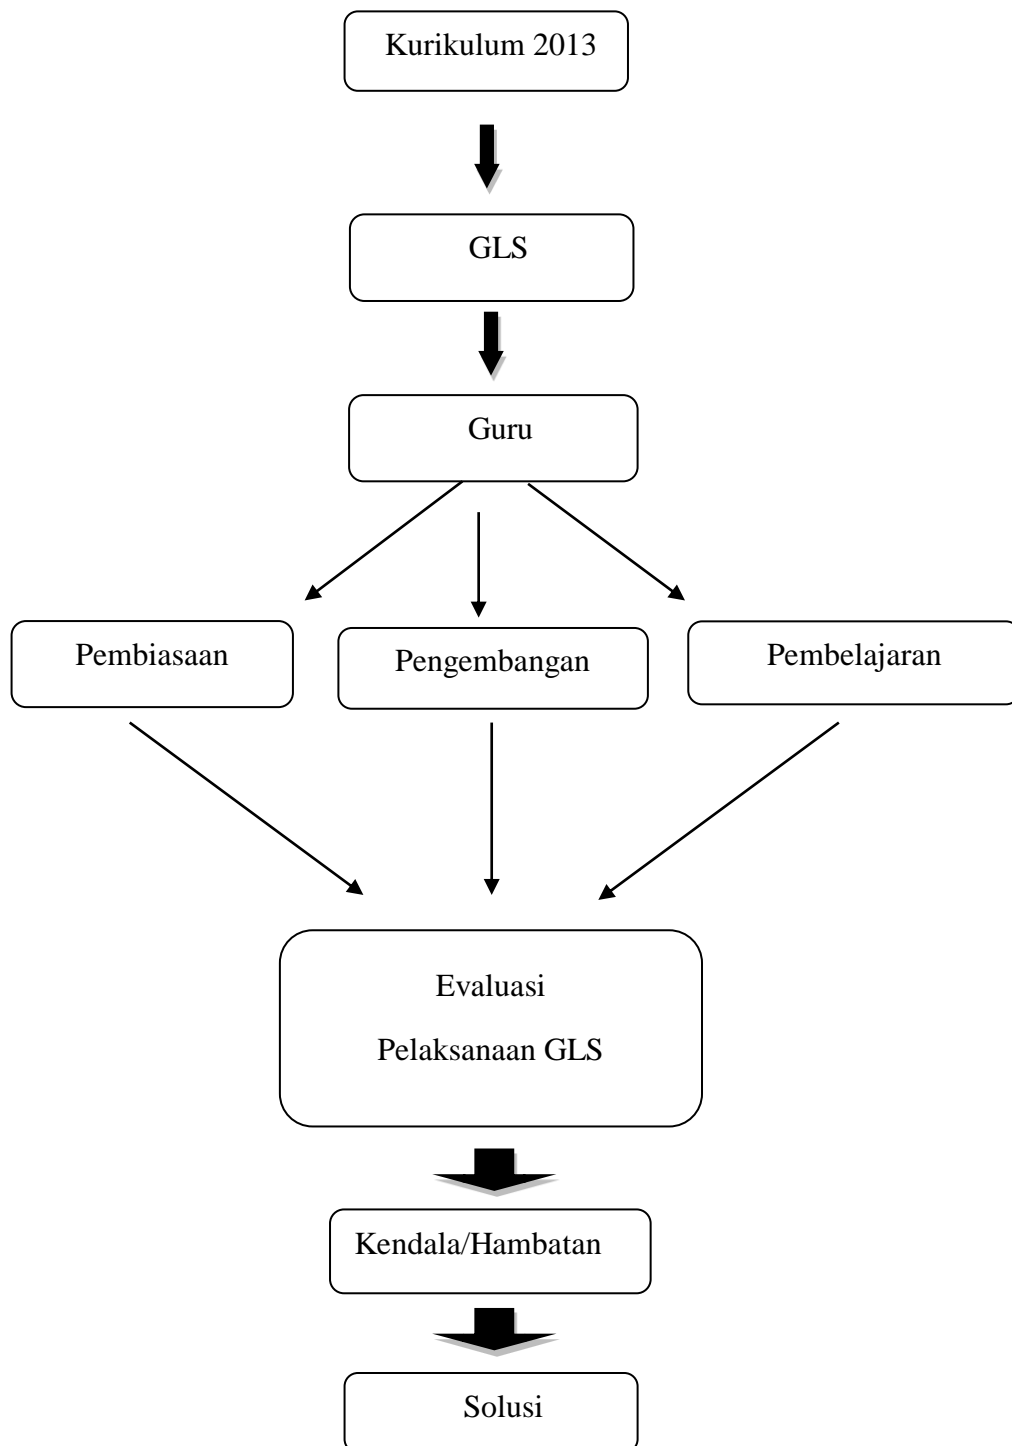 Kurikulum 2013
GLS
Guru
Pembiasaan
Pengembangan
Pembelajaran
Evaluasi
Pelaksanaan GLS
Kendala/Hambatan
Solusi